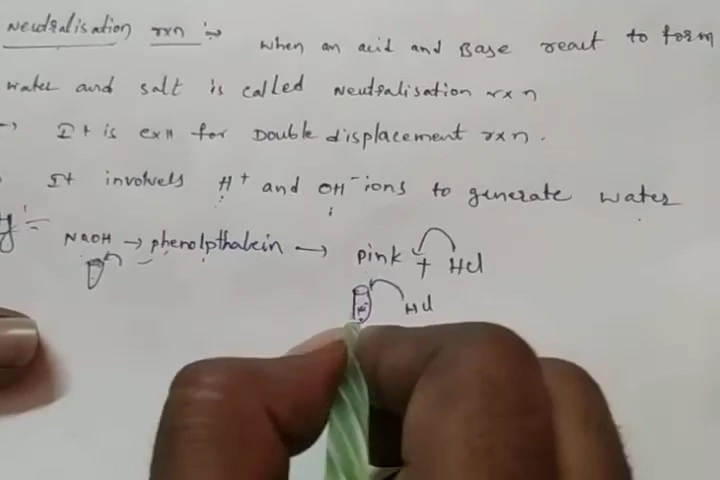 Neutralisation rxn :→ when an acid and Base react to form
water and salt is called Neutralisation rxn
→ It is exn for Double displacement rxn.
It involvels H+ and OH- ions to generate water
NaOH → phenolpthalein → pink + Hcl
Hcl